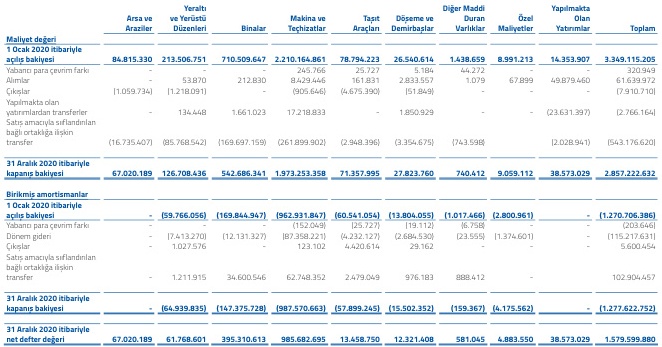 Arsa ve Araziler | Yeraltı ve Yerüstü Düzenleri | Binalar | Makina ve Teçhizatlar | Taşıt Araçları | Döşeme ve Demirbaşlar | Diğer Maddi Duran Varlıklar | Özel Maliyetler | Yapılmakta Olan Yatırımlar | Toplam
Maliyet değeri
1 Ocak 2020 itibariyle
açılış bakiyesi 84.815.330 213.506.751 710.509.647 2.210.164.861 78.794.223 26.540.614 1.438.659 8.991.213 14.353.907 3.349.115.205
Yabancı para çevrim farkı - - - 245.766 25.727 5.184 44.272 - - 320.949
Alımlar - 53.870 212.830 8.429.446 161.831 2.833.557 1.079 67.899 49.879.460 61.639.972
Çıkışlar (1.059.734) (1.218.091) - (905.646) (4.675.390) (51.849) - - - (7.910.710)
Yapılmakta olan
yatırımlardan transferler - 134.448 1.661.023 17.218.833 - 1.850.929 - - (23.631.397) (2.766.164)
Satış amacıyla sıflandırılan
bağlı ortaklığa ilişkin
transfer (16.735.407) (85.768.542) (169.697.159) (261.899.902) (2.948.396) (3.354.675) (743.598) - (2.028.941) (543.176.620)
31 Aralık 2020 itibariyle
kapanış bakiyesi 67.020.189 126.708.436 542.686.341 1.973.253.358 71.357.995 27.823.760 740.412 9.059.112 38.573.029 2.857.222.632
Birikmiş amortismanlar
1 Ocak 2020 itibariyle
açılış bakiyesi - (59.766.056) (169.844.947) (962.931.847) (60.541.054) (13.804.055) (1.017.466) (2.800.961) - (1.270.706.386)
Yabancı para çevrim farkı - - - (152.049) (25.727) (19.112) (6.758) - - (203.646)
Dönem gideri - (7.413.270) (12.131.327) (87.358.221) (4.232.127) (2.684.530) (23.555) (1.374.601) - (115.217.631)
Çıkışlar - 1.027.576 - 123.102 4.420.614 29.162 - - - 5.600.454
Satış amacıyla sıflandırılan
bağlı ortaklığa ilişkin
transfer - 1.211.915 34.600.546 62.748.352 2.479.049 976.183 888.412 - - 102.904.457
31 Aralık 2020 itibariyle
kapanış bakiyesi - (64.939.835) (147.375.728) (987.570.663) (57.899.245) (15.502.352) (159.367) (4.175.562) - (1.277.622.752)
31 Aralık 2020 itibariyle
net defter değeri 67.020.189 61.768.601 395.310.613 985.682.695 13.458.750 12.321.408 581.045 4.883.550 38.573.029 1.579.599.880